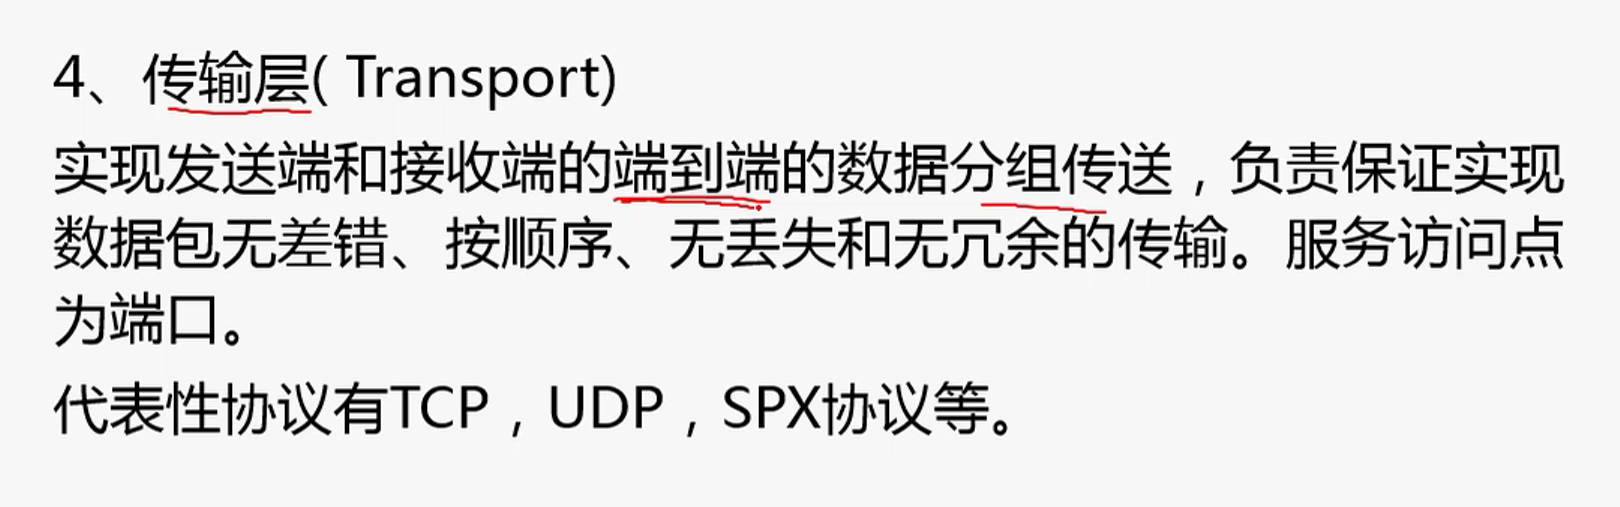 4、传输层( Transport)
实现发送端和接收端的端到端的数据分组传送，负责保证实现
数据包无差错、按顺序、无丢失和无冗余的传输。服务访问点
为端口。
代表性协议有TCP，UDP，SPX协议等。